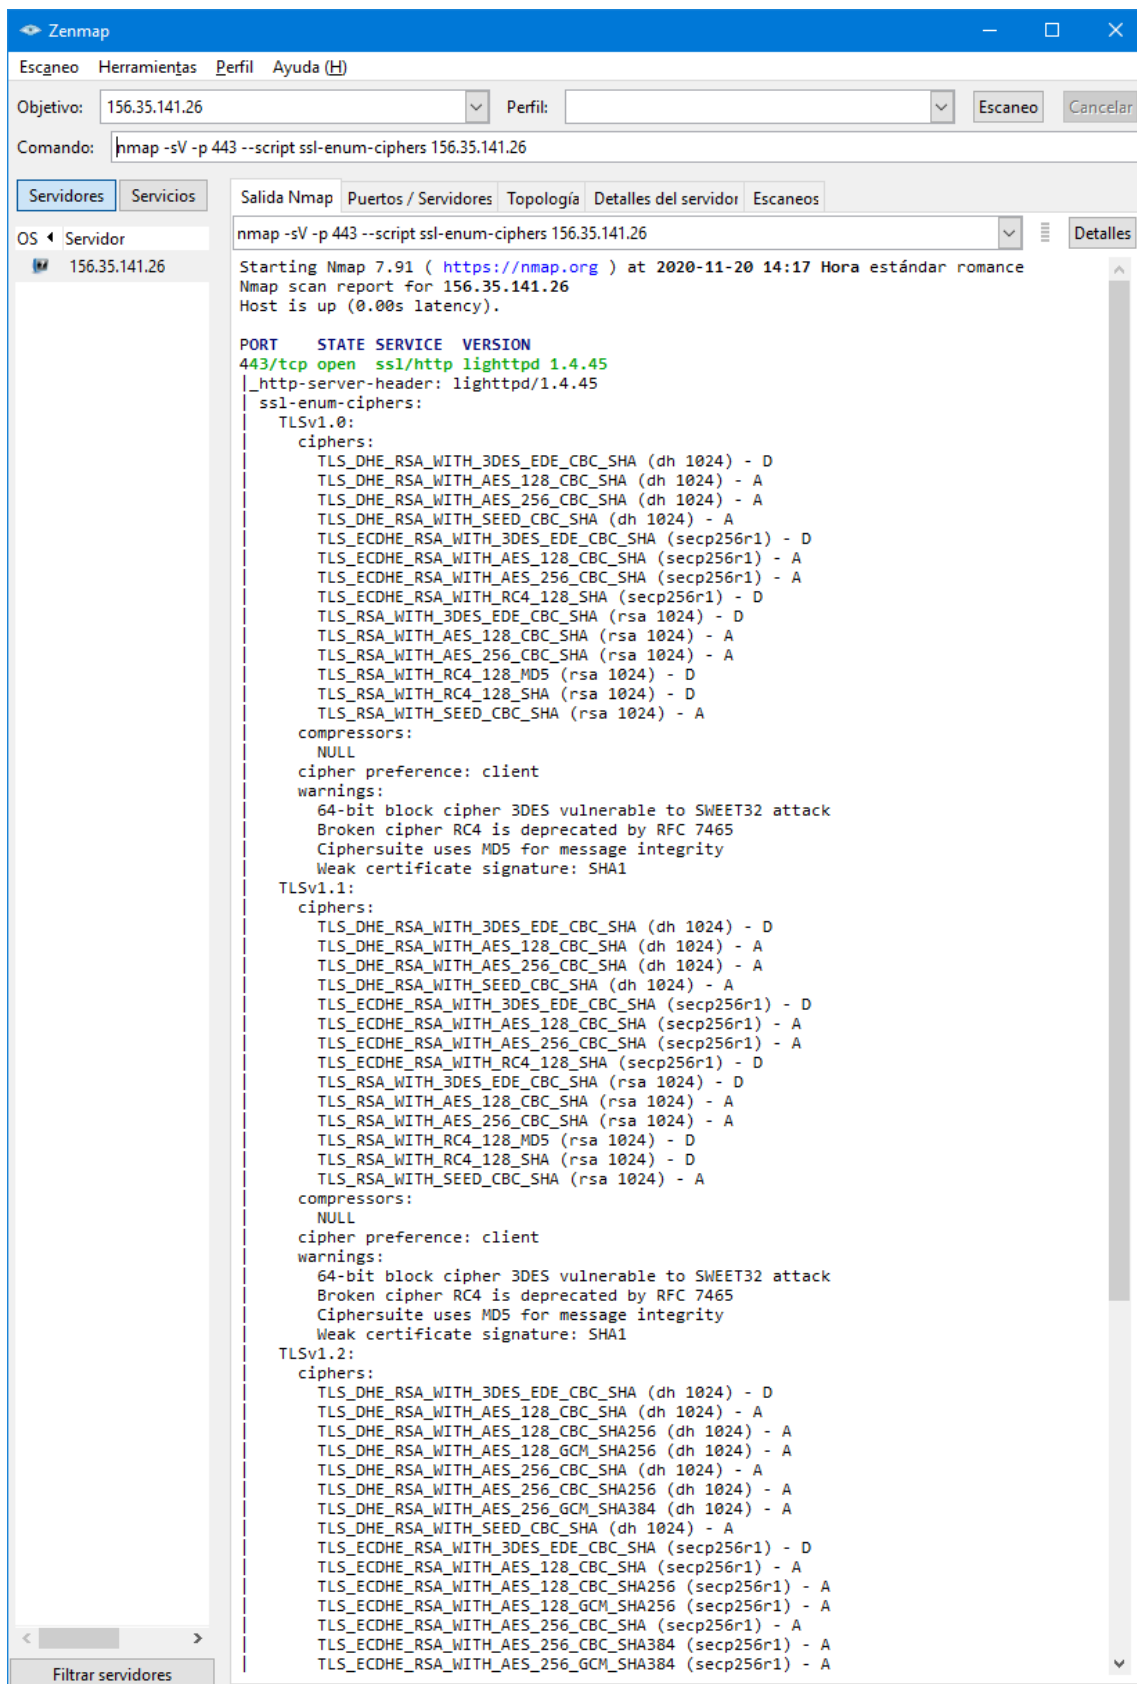 Zenmap
Escaneo Herramientas Perfil Ayuda (H)
Objetivo: 156.35.141.26 Perfil: Escaneo Cancelar
Comando: nmap -sV -p 443 --script ssl-enum-ciphers 156.35.141.26
Servidores Servicios Salida Nmap Puertos / Servidores Topología Detalles del servidor Escaneos
OS Servidor
156.35.141.26
nmap -sV -p 443 --script ssl-enum-ciphers 156.35.141.26 Detalles
Starting Nmap 7.91 ( https://nmap.org ) at 2020-11-20 14:17 Hora estándar romance
Nmap scan report for 156.35.141.26
Host is up (0.00s latency).
PORT STATE SERVICE VERSION
443/tcp open ssl/http lighttpd 1.4.45
|_http-server-header: lighttpd/1.4.45
| ssl-enum-ciphers:
| TLSv1.0:
| ciphers:
| TLS_DHE_RSA_WITH_3DES_EDE_CBC_SHA (dh 1024) - D
| TLS_DHE_RSA_WITH_AES_128_CBC_SHA (dh 1024) - A
| TLS_DHE_RSA_WITH_AES_256_CBC_SHA (dh 1024) - A
| TLS_DHE_RSA_WITH_SEED_CBC_SHA (dh 1024) - A
| TLS_ECDHE_RSA_WITH_3DES_EDE_CBC_SHA (secp256r1) - D
| TLS_ECDHE_RSA_WITH_AES_128_CBC_SHA (secp256r1) - A
| TLS_ECDHE_RSA_WITH_AES_256_CBC_SHA (secp256r1) - A
| TLS_ECDHE_RSA_WITH_RC4_128_SHA (secp256r1) - D
| TLS_RSA_WITH_3DES_EDE_CBC_SHA (rsa 1024) - D
| TLS_RSA_WITH_AES_128_CBC_SHA (rsa 1024) - A
| TLS_RSA_WITH_AES_256_CBC_SHA (rsa 1024) - A
| TLS_RSA_WITH_RC4_128_MD5 (rsa 1024) - D
| TLS_RSA_WITH_RC4_128_SHA (rsa 1024) - D
| TLS_RSA_WITH_SEED_CBC_SHA (rsa 1024) - A
| compressors:
| NULL
| cipher preference: client
| warnings:
| 64-bit block cipher 3DES vulnerable to SWEET32 attack
| Broken cipher RC4 is deprecated by RFC 7465
| Ciphersuite uses MD5 for message integrity
| Weak certificate signature: SHA1
| TLSv1.1:
| ciphers:
| TLS_DHE_RSA_WITH_3DES_EDE_CBC_SHA (dh 1024) - D
| TLS_DHE_RSA_WITH_AES_128_CBC_SHA (dh 1024) - A
| TLS_DHE_RSA_WITH_AES_256_CBC_SHA (dh 1024) - A
| TLS_DHE_RSA_WITH_SEED_CBC_SHA (dh 1024) - A
| TLS_ECDHE_RSA_WITH_3DES_EDE_CBC_SHA (secp256r1) - D
| TLS_ECDHE_RSA_WITH_AES_128_CBC_SHA (secp256r1) - A
| TLS_ECDHE_RSA_WITH_AES_256_CBC_SHA (secp256r1) - A
| TLS_ECDHE_RSA_WITH_RC4_128_SHA (secp256r1) - D
| TLS_RSA_WITH_3DES_EDE_CBC_SHA (rsa 1024) - D
| TLS_RSA_WITH_AES_128_CBC_SHA (rsa 1024) - A
| TLS_RSA_WITH_AES_256_CBC_SHA (rsa 1024) - A
| TLS_RSA_WITH_RC4_128_MD5 (rsa 1024) - D
| TLS_RSA_WITH_RC4_128_SHA (rsa 1024) - D
| TLS_RSA_WITH_SEED_CBC_SHA (rsa 1024) - A
| compressors:
| NULL
| cipher preference: client
| warnings:
| 64-bit block cipher 3DES vulnerable to SWEET32 attack
| Broken cipher RC4 is deprecated by RFC 7465
| Ciphersuite uses MD5 for message integrity
| Weak certificate signature: SHA1
| TLSv1.2:
| ciphers:
| TLS_DHE_RSA_WITH_3DES_EDE_CBC_SHA (dh 1024) - D
| TLS_DHE_RSA_WITH_AES_128_CBC_SHA (dh 1024) - A
| TLS_DHE_RSA_WITH_AES_128_CBC_SHA256 (dh 1024) - A
| TLS_DHE_RSA_WITH_AES_128_GCM_SHA256 (dh 1024) - A
| TLS_DHE_RSA_WITH_AES_256_CBC_SHA (dh 1024) - A
| TLS_DHE_RSA_WITH_AES_256_CBC_SHA256 (dh 1024) - A
| TLS_DHE_RSA_WITH_AES_256_GCM_SHA384 (dh 1024) - A
| TLS_DHE_RSA_WITH_SEED_CBC_SHA (dh 1024) - A
| TLS_ECDHE_RSA_WITH_3DES_EDE_CBC_SHA (secp256r1) - D
| TLS_ECDHE_RSA_WITH_AES_128_CBC_SHA (secp256r1) - A
| TLS_ECDHE_RSA_WITH_AES_128_CBC_SHA256 (secp256r1) - A
| TLS_ECDHE_RSA_WITH_AES_128_GCM_SHA256 (secp256r1) - A
| TLS_ECDHE_RSA_WITH_AES_256_CBC_SHA (secp256r1) - A
| TLS_ECDHE_RSA_WITH_AES_256_CBC_SHA384 (secp256r1) - A
| TLS_ECDHE_RSA_WITH_AES_256_GCM_SHA384 (secp256r1) - A
Filtrar servidores